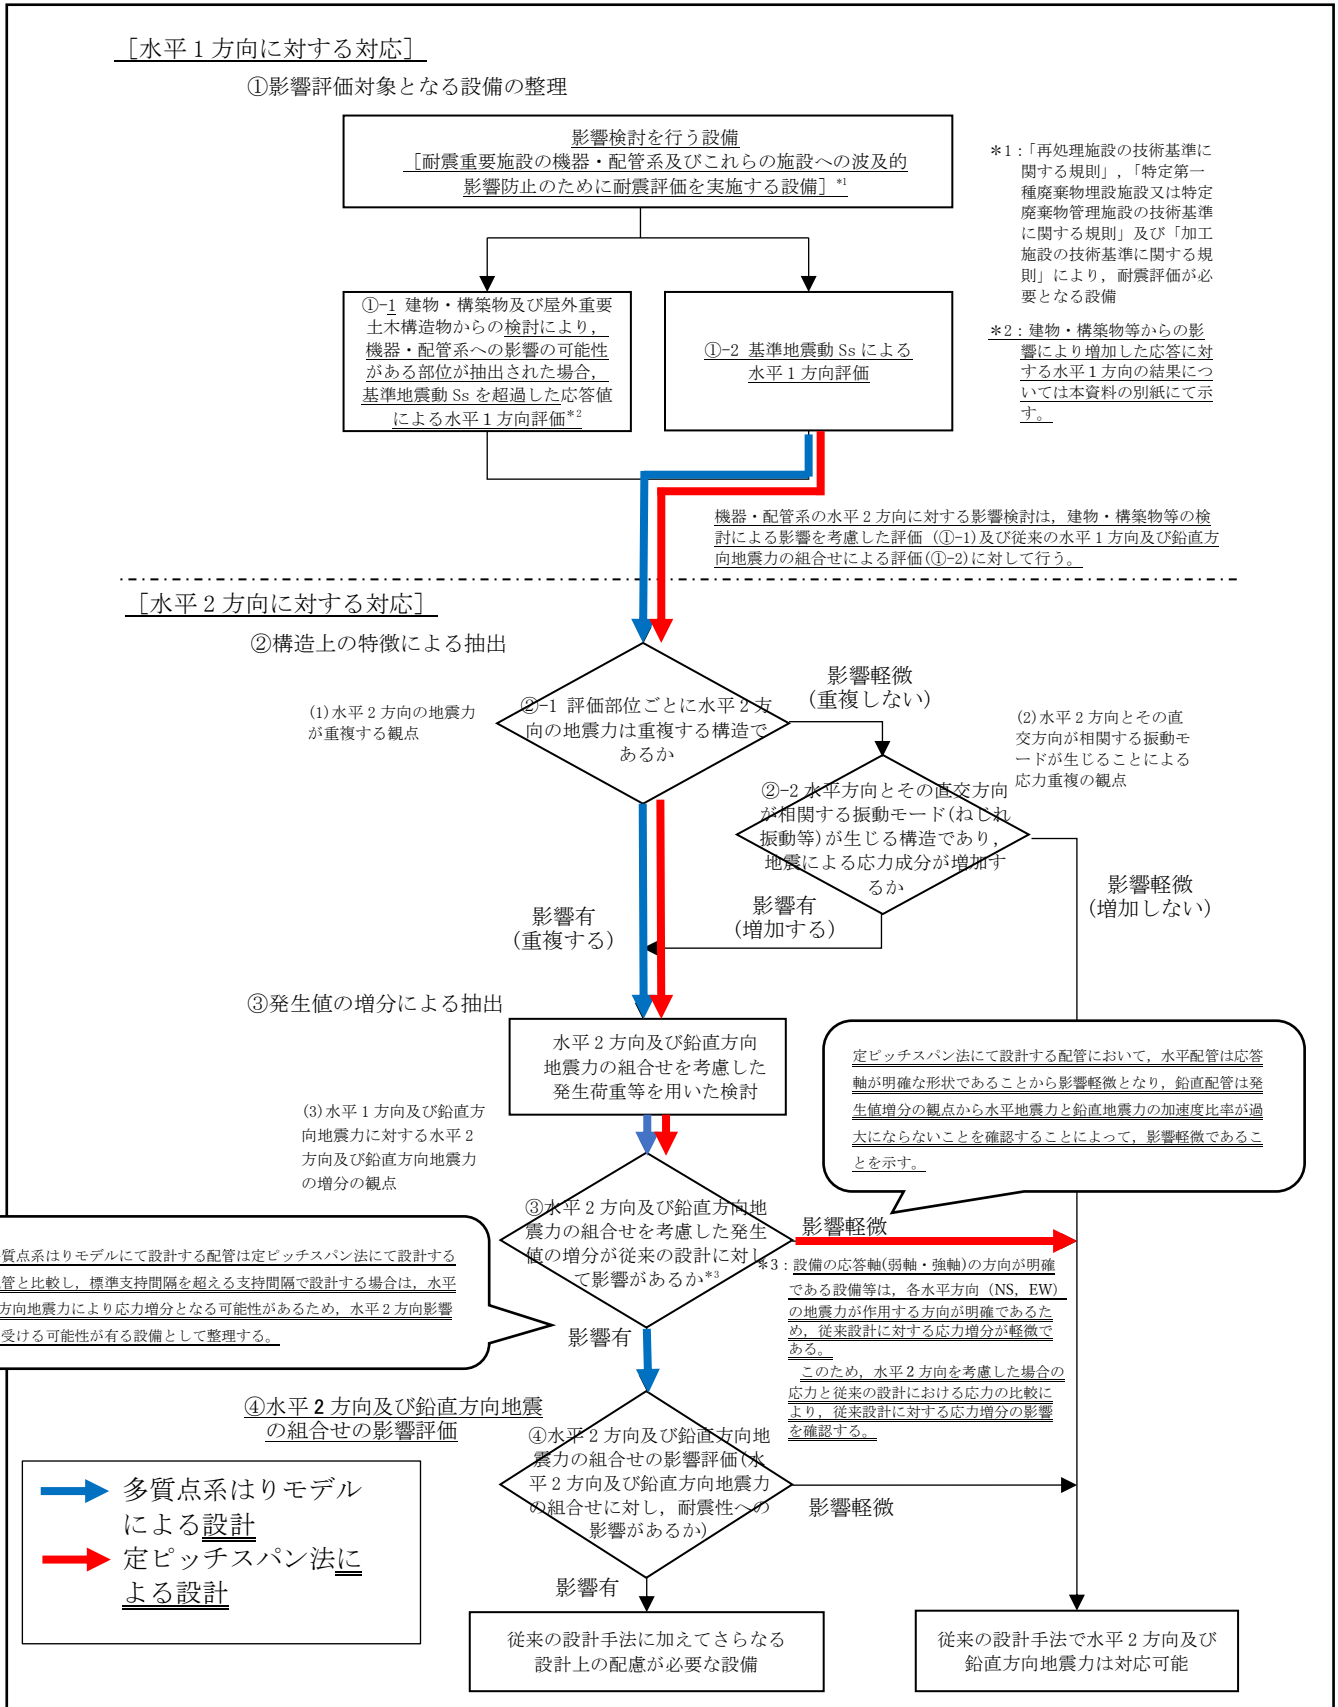 ［水平１方向に対する対応］
①影響評価対象となる設備の整理
影響検討を行う設備
［耐震重要施設の機器・配管系及びこれらの施設への波及的
影響防止のために耐震評価を実施する設備］*1
＊1：「再処理施設の技術基準に
関する規則」，「特定第一
種廃棄物埋設施設又は特定
廃棄物管理施設の技術基準
に関する規則」及び「加工
施設の技術基準に関する規
則」により，耐震評価が必
要となる設備
＊2：建物・構築物等からの影
響により増加した応答に対
する水平１方向の結果につ
いては本資料の別紙にて示
す。
①-1 建物・構築物及び屋外重要
土木構造物からの検討により，
機器・配管系への影響の可能性
がある部位が抽出された場合，
基準地震動 Ss を超過した応答値
による水平１方向評価*2
①-2 基準地震動 Ss による
水平１方向評価
機器・配管系の水平２方向に対する影響検討は，建物・構築物等の検
討による影響を考慮した評価（①-1)及び従来の水平１方向及び鉛直方
向地震力の組合せによる評価(①-2)に対して行う。
［水平２方向に対する対応］
②構造上の特徴による抽出
(1)水平２方向の地震力
が重複する観点
②-1 評価部位ごとに水平２方
向の地震力は重複する構造で
あるか
影響軽微
(重複しない)
(2)水平２方向とその直
交方向が相関する振動モ
ードが生じることによる
応力重複の観点
②-2 水平方向とその直交方向
が相関する振動モード(ねじれ
振動等)が生じる構造であり，
地震による応力成分が増加す
るか
影響有
(重複する)
影響有
(増加する)
影響軽微
(増加しない)
③発生値の増分による抽出
水平２方向及び鉛直方向
地震力の組合せを考慮した
発生荷重等を用いた検討
定ピッチスパン法にて設計する配管において，水平配管は応答
軸が明確な形状であることから影響軽微となり，鉛直配管は発
生値増分の観点から水平地震力と鉛直地震力の加速度比率が過
大にならないことを確認することによって，影響軽微であるこ
とを示す。
(3)水平１方向及び鉛直方
向地震力に対する水平２
方向及び鉛直方向地震力
の増分の観点
③水平２方向及び鉛直方向地
震力の組合せを考慮した発生
値の増分が従来の設計に対し
て影響があるか*3
影響軽微
質点系はりモデルにて設計する配管は定ピッチスパン法にて設計する
管と比較し，標準支持間隔を超える支持間隔で設計する場合は，水平
方向地震力により応力増分となる可能性があるため，水平２方向影響
受ける可能性が有る設備として整理する。
＊3：設備の応答軸(弱軸・強軸)の方向が明確
である設備等は，各水平方向（NS，EW）
の地震力が作用する方向が明確であるた
め，従来設計に対する応力増分が軽微で
ある。
このため，水平２方向を考慮した場合の
応力と従来の設計における応力の比較に
より，従来設計に対する応力増分の影響
を確認する。
影響有
④水平２方向及び鉛直方向地震
の組合せの影響評価
④水平２方向及び鉛直方向地
震力の組合せの影響評価(水
平２方向及び鉛直方向地震力
の組合せに対し，耐震性への
影響があるか)
影響軽微
多質点系はりモデル
による設計
定ピッチスパン法に
よる設計
影響有
従来の設計手法に加えてさらなる
設計上の配慮が必要な設備
従来の設計手法で水平２方向及び
鉛直方向地震力は対応可能